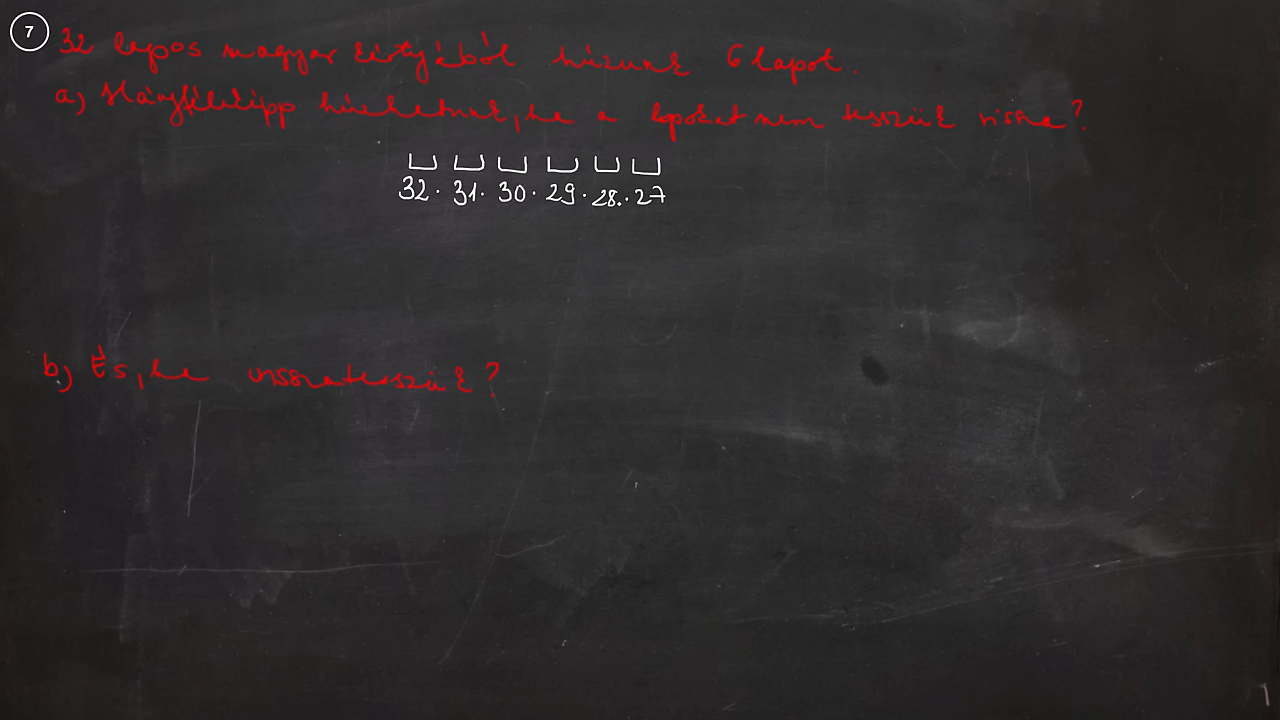 7
32 lapos magyar kártyából húzunk 6 lapot.
a) Hányféleképp húzhatunk, ha a lapokat nem tesszük vissza?
32 · 31 · 30 · 29 · 28 · 27
b) És, ha visszatesszük?